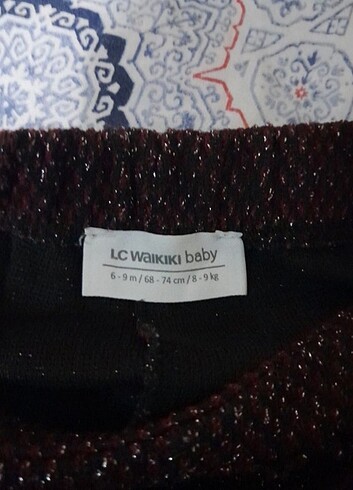 LC WAIKIKI baby
6 - 9 m / 68 - 74 cm / 8 - 9 kg